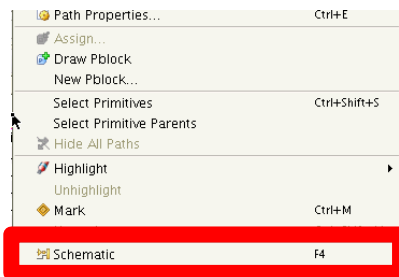 Path Properties... Ctrl+E
Assign...
Draw Pblock
New Pblock...
Select Primitives Ctrl+Shift+S
Select Primitive Parents
Hide All Paths
Highlight
Unhighlight
Mark Ctrl+M
Schematic F4